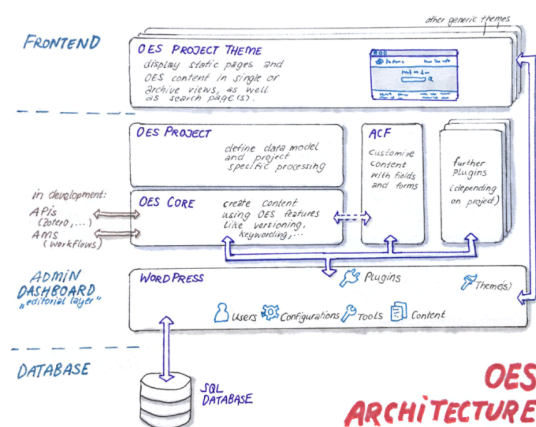 other generic themes
FRONTEND
OES PROJECT THEME
display static pages and
OES content in single or
archive views, as well
as search page(s).
OES PROJECT
define data model
and project
specific processing
ACF
customize
content
with fields
and forms
further
Plugins
(depending
on
project)
in development:
APIs
(Zotero,...)
AMS
(Workflows)
OES CORE
create content
using OES features
like versioning,
keywording,...
ADMIN
DASHBOARD
"editorial layer"
WORDPRESS
Plugins
Theme(s)
Users
Configurations
Tools
Content
DATABASE
SQL
DATABASE
OES
ARCHITECTURE